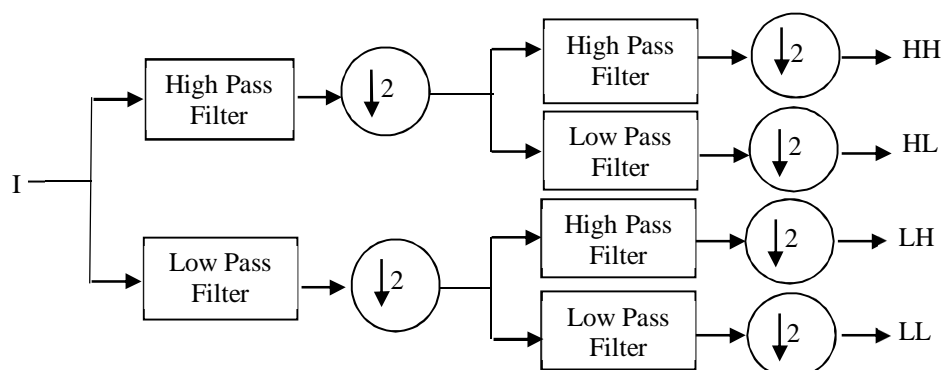 High Pass
Filter
2
HH
High Pass
Filter
2
Low Pass
Filter
2
HL
I
High Pass
Filter
2
LH
Low Pass
Filter
2
Low Pass
Filter
2
LL